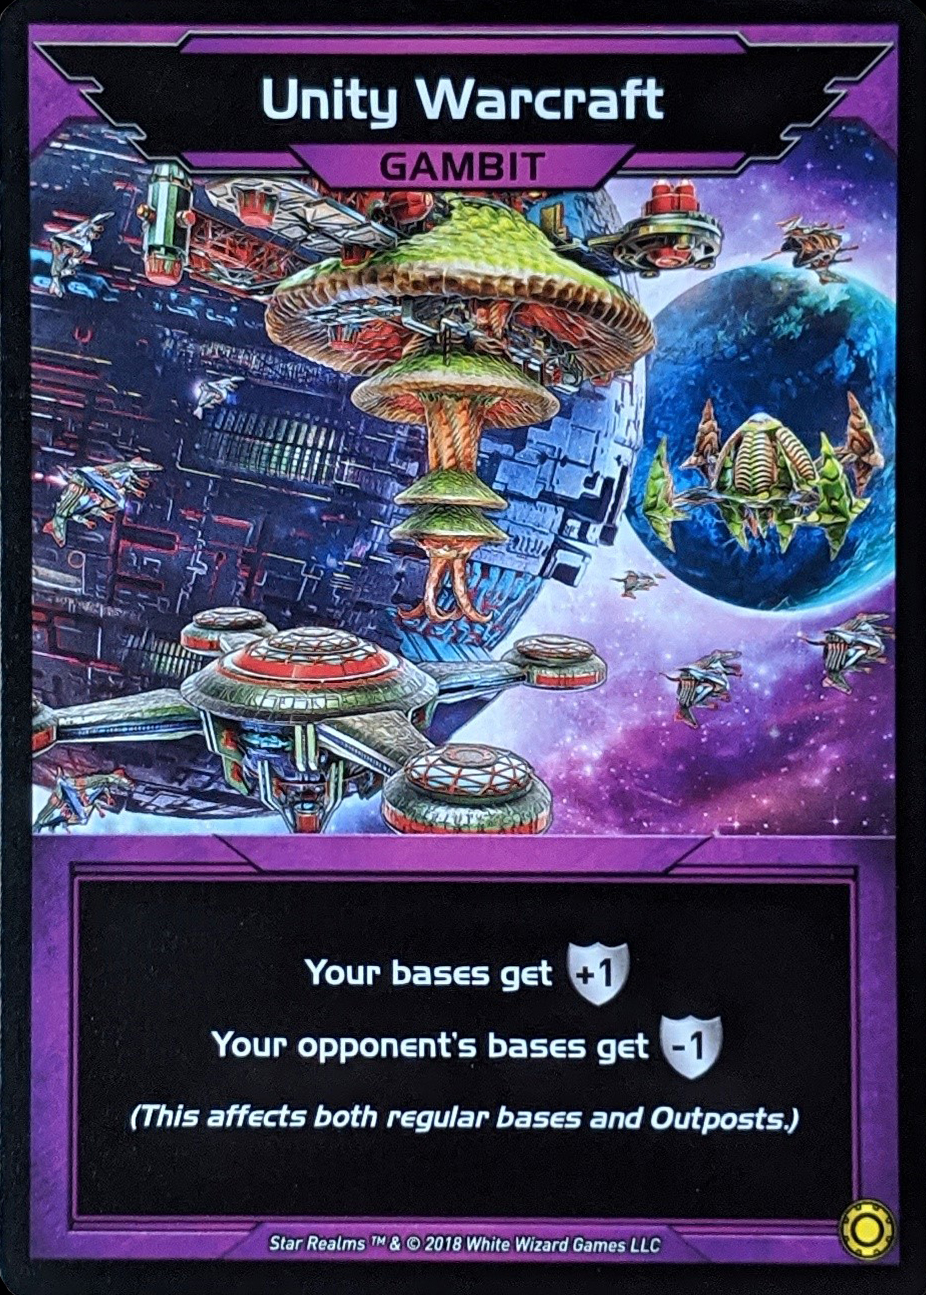 Unity Warcraft
GAMBIT
Your bases get +1
Your opponent's bases get -1
(This affects both regular bases and Outposts.)
Star Realms ™ & © 2018 White Wizard Games LLC